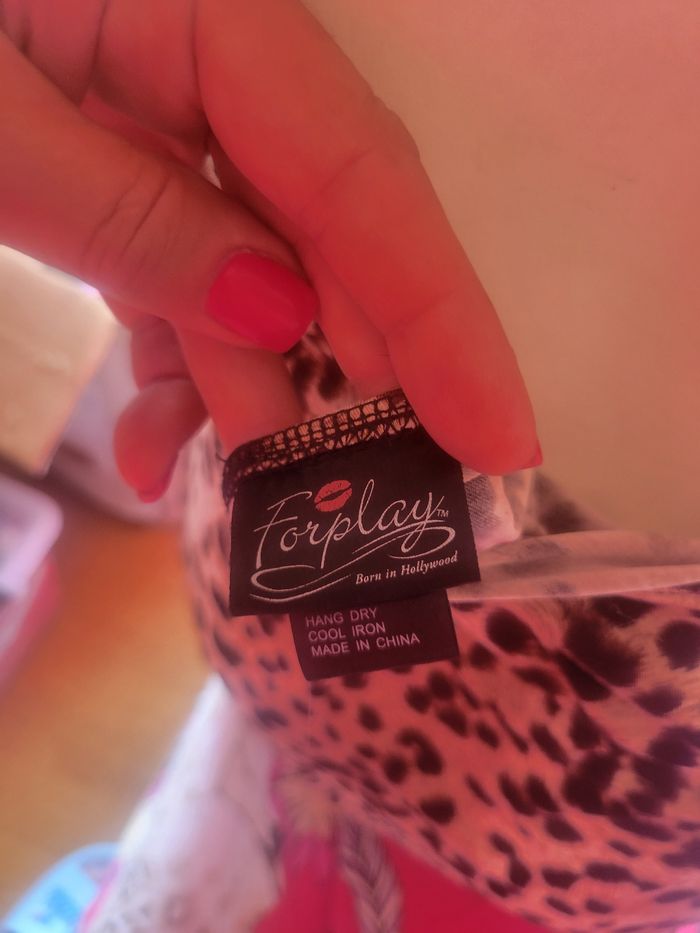 Forplay™
Born in Hollywood
HANG DRY
COOL IRON
MADE IN CHINA